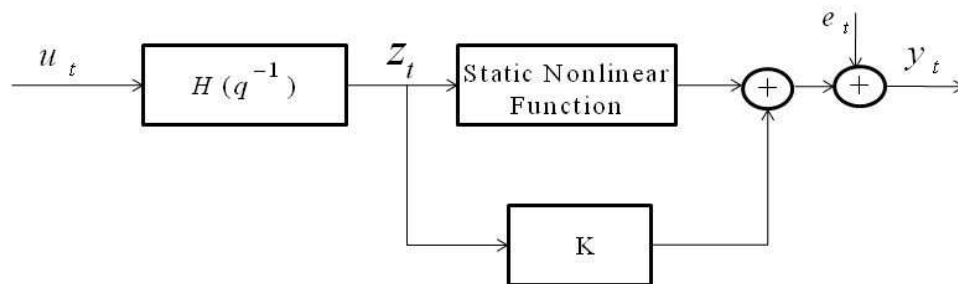 e t
u t
H ( q −1 )
z t
Static Nonlinear
Function
+
+
y t
K